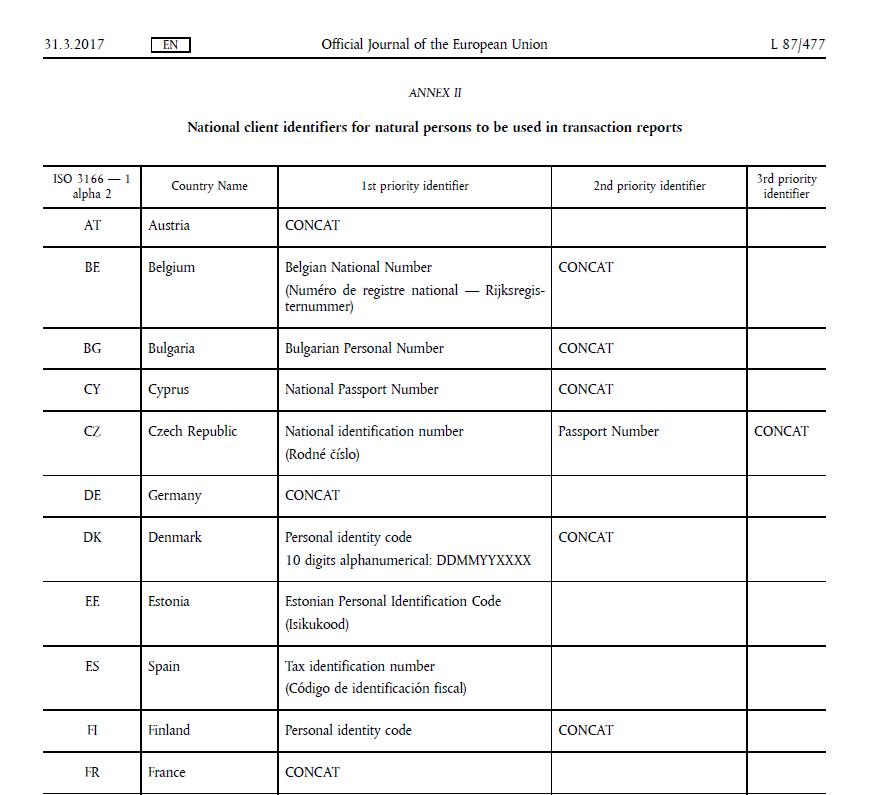 31.3.2017 EN Official Journal of the European Union L 87/477
ANNEX II
National client identifiers for natural persons to be used in transaction reports
ISO 3166 — 1 alpha 2 Country Name 1st priority identifier 2nd priority identifier 3rd priority identifier
AT Austria CONCAT
BE Belgium Belgian National Number CONCAT
(Numéro de registre national — Rijksregis-
ternummer)
BG Bulgaria Bulgarian Personal Number CONCAT
CY Cyprus National Passport Number CONCAT
CZ Czech Republic National identification number Passport Number CONCAT
(Rodné číslo)
DE Germany CONCAT
DK Denmark Personal identity code CONCAT
10 digits alphanumerical: DDMMYYXXXX
EE Estonia Estonian Personal Identification Code
(Isikukood)
ES Spain Tax identification number
(Código de identificación fiscal)
FI Finland Personal identity code CONCAT
FR France CONCAT